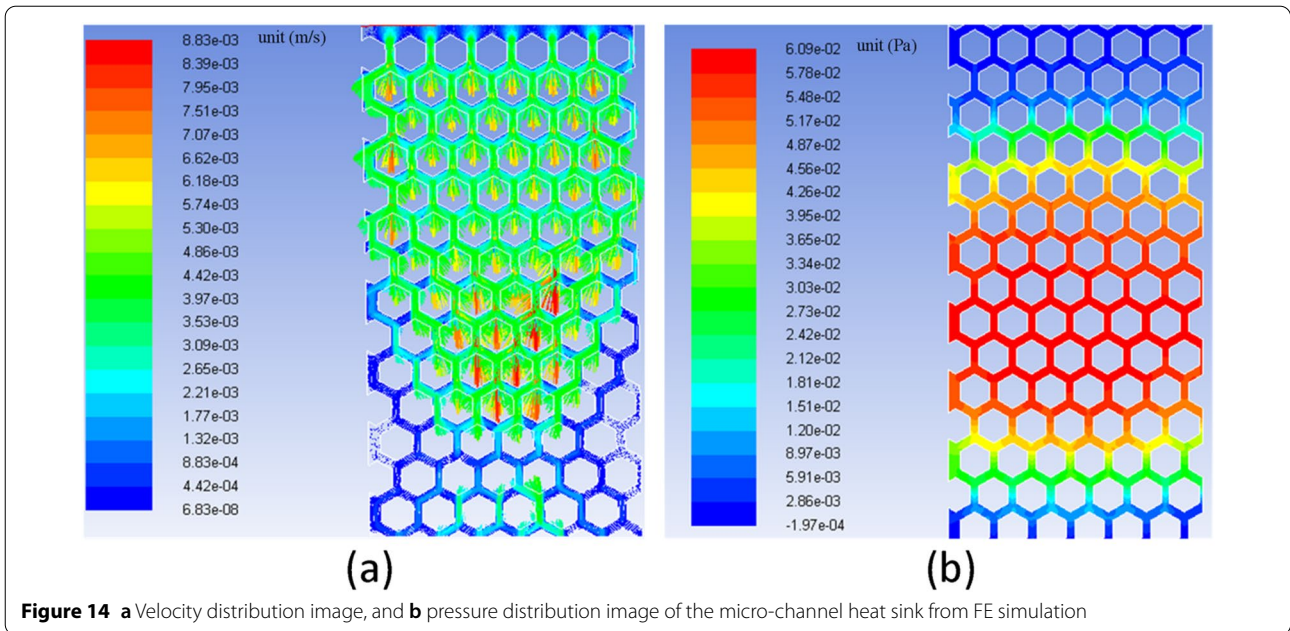 8.83e-03
unit (m/s)
8.39e-03
7.95e-03
7.51e-03
7.07e-03
6.62e-03
6.18e-03
5.74e-03
5.30e-03
4.86e-03
4.42e-03
3.97e-03
3.53e-03
3.09e-03
2.65e-03
2.21e-03
1.77e-03
1.32e-03
8.83e-04
4.42e-04
6.83e-08
(a)
6.09e-02
unit (Pa)
5.78e-02
5.48e-02
5.17e-02
4.87e-02
4.56e-02
4.26e-02
3.95e-02
3.65e-02
3.34e-02
3.03e-02
2.73e-02
2.42e-02
2.12e-02
1.81e-02
1.51e-02
1.20e-02
8.97e-03
5.91e-03
2.86e-03
-1.97e-04
(b)
Figure 14 a Velocity distribution image, and b pressure distribution image of the micro-channel heat sink from FE simulation